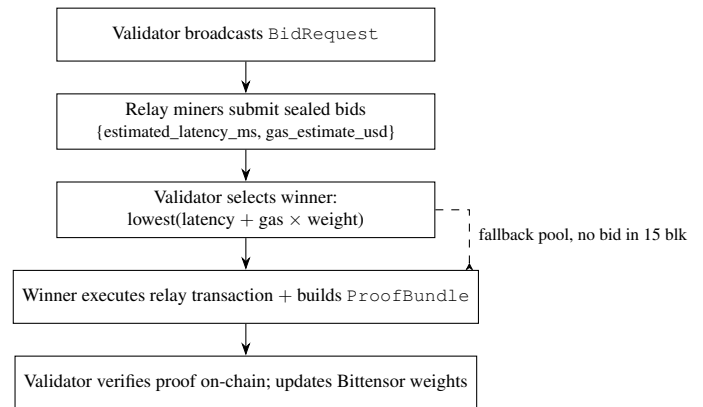 Validator broadcasts BidRequest
Relay miners submit sealed bids
{estimated_latency_ms, gas_estimate_usd}
Validator selects winner:
lowest(latency + gas × weight)
fallback pool, no bid in 15 blk
Winner executes relay transaction + builds ProofBundle
Validator verifies proof on-chain; updates Bittensor weights